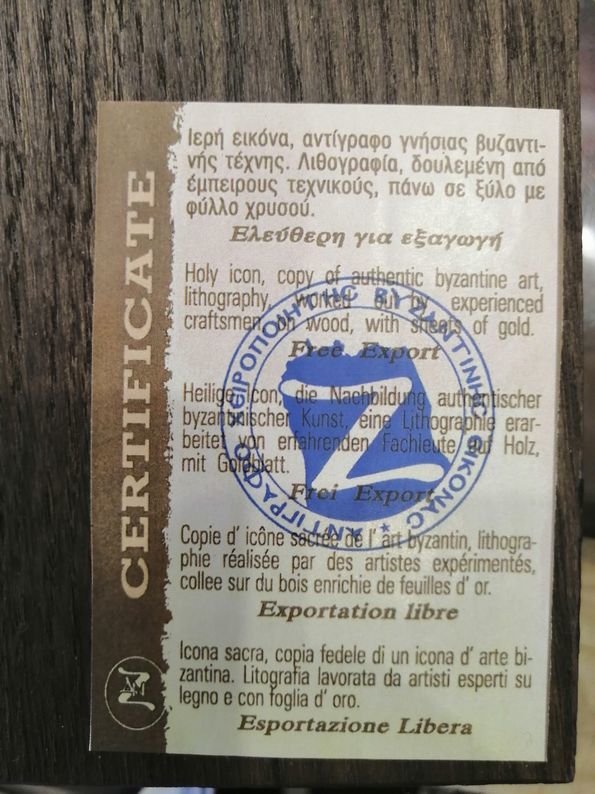 CERTIFICATE
Ιερή εικόνα, αντίγραφο γνήσιας βυζαντι-
νής τέχνης. Λιθογραφία, δουλεμένη από
έμπειρους τεχνικούς, πάνω σε ξύλο με
φύλλο χρυσού.
Ελεύθερη για εξαγωγή
Holy icon, copy of authentic byzantine art,
lithography, worked out by experienced
craftsmen, on wood, with sheets of gold.
Free Export
Heilige Icon, die Nachbildung authentischer
byzantinischer Kunst, eine Lithographie erar-
beitet von erfahrenden Fachleute auf Holz,
mit Goldblatt.
Frei Export
Copie d' icône sacrée de l' art byzantin, lithogra-
phie réalisée par des artistes expérimentés,
collee sur du bois enrichie de feuilles d' or.
Exportation libre
Icona sacra, copia fedele di un icona d' arte bi-
zantina. Litografia lavorata da artisti esperti su
legno e con foglia d' oro.
Esportazione Libera
ΑΝΤΙΓΡΑΦΟ ΧΕΙΡΟΠΟΙΗΤΗC ΒΥΖΑΝΤΙΝΗC ΕΙΚΟΝΑC